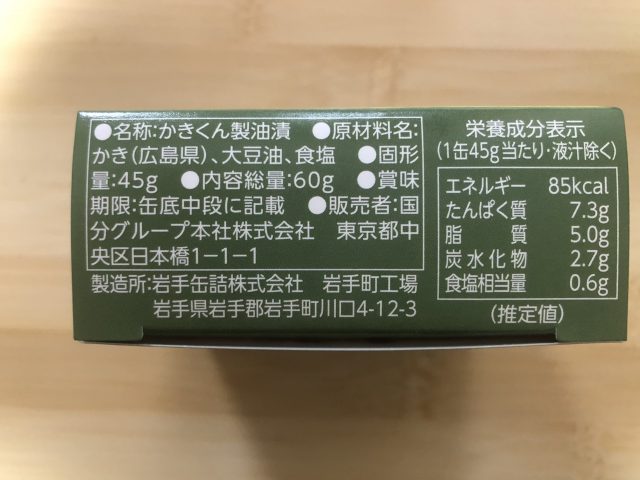 ●名称:かきくん製油漬 ●原材料名:
かき(広島県)、大豆油、食塩 ●固形
量:45g ●内容総量:60g ●賞味
期限:缶底中段に記載 ●販売者:国
分グループ本社株式会社 東京都中
央区日本橋1-1-1
製造所:岩手缶詰株式会社 岩手町工場
岩手県岩手郡岩手町川口4-12-3
栄養成分表示
(1缶45g当たり・液汁除く)
エネルギー 85kcal
たんぱく質 7.3g
脂質 5.0g
炭水化物 2.7g
食塩相当量 0.6g
(推定値)